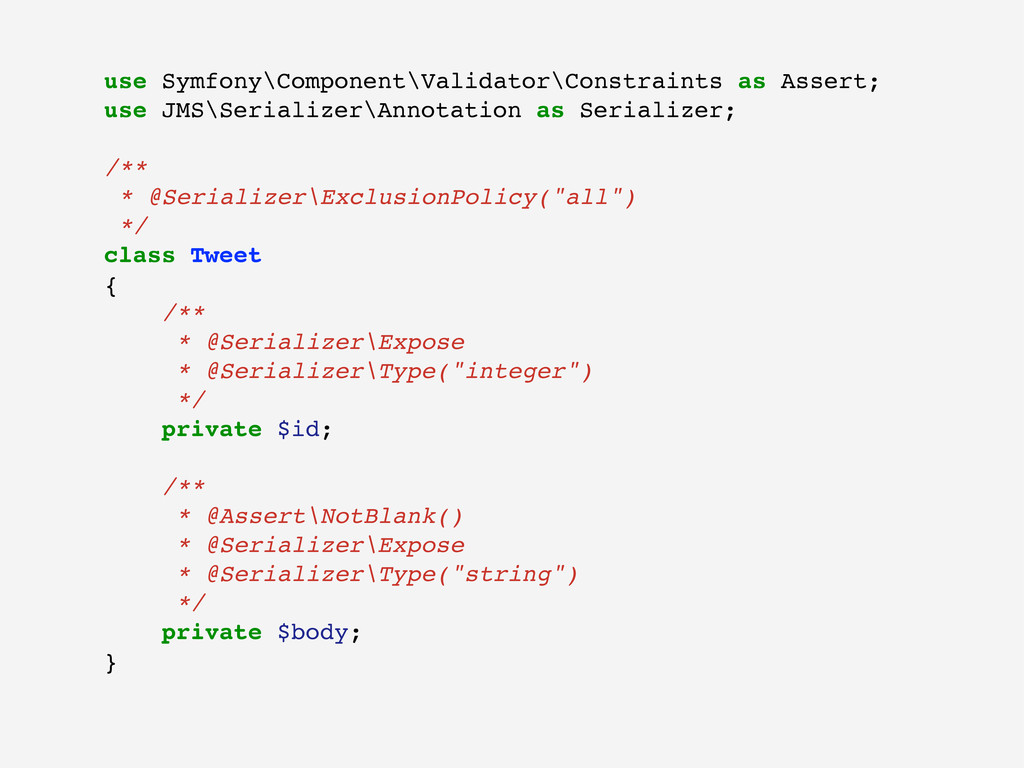 use Symfony\Component\Validator\Constraints as Assert;
use JMS\Serializer\Annotation as Serializer;

/**
 * @Serializer\ExclusionPolicy("all")
 */
class Tweet
{
    /**
     * @Serializer\Expose
     * @Serializer\Type("integer")
     */
    private $id;

    /**
     * @Assert\NotBlank()
     * @Serializer\Expose
     * @Serializer\Type("string")
     */
    private $body;
}